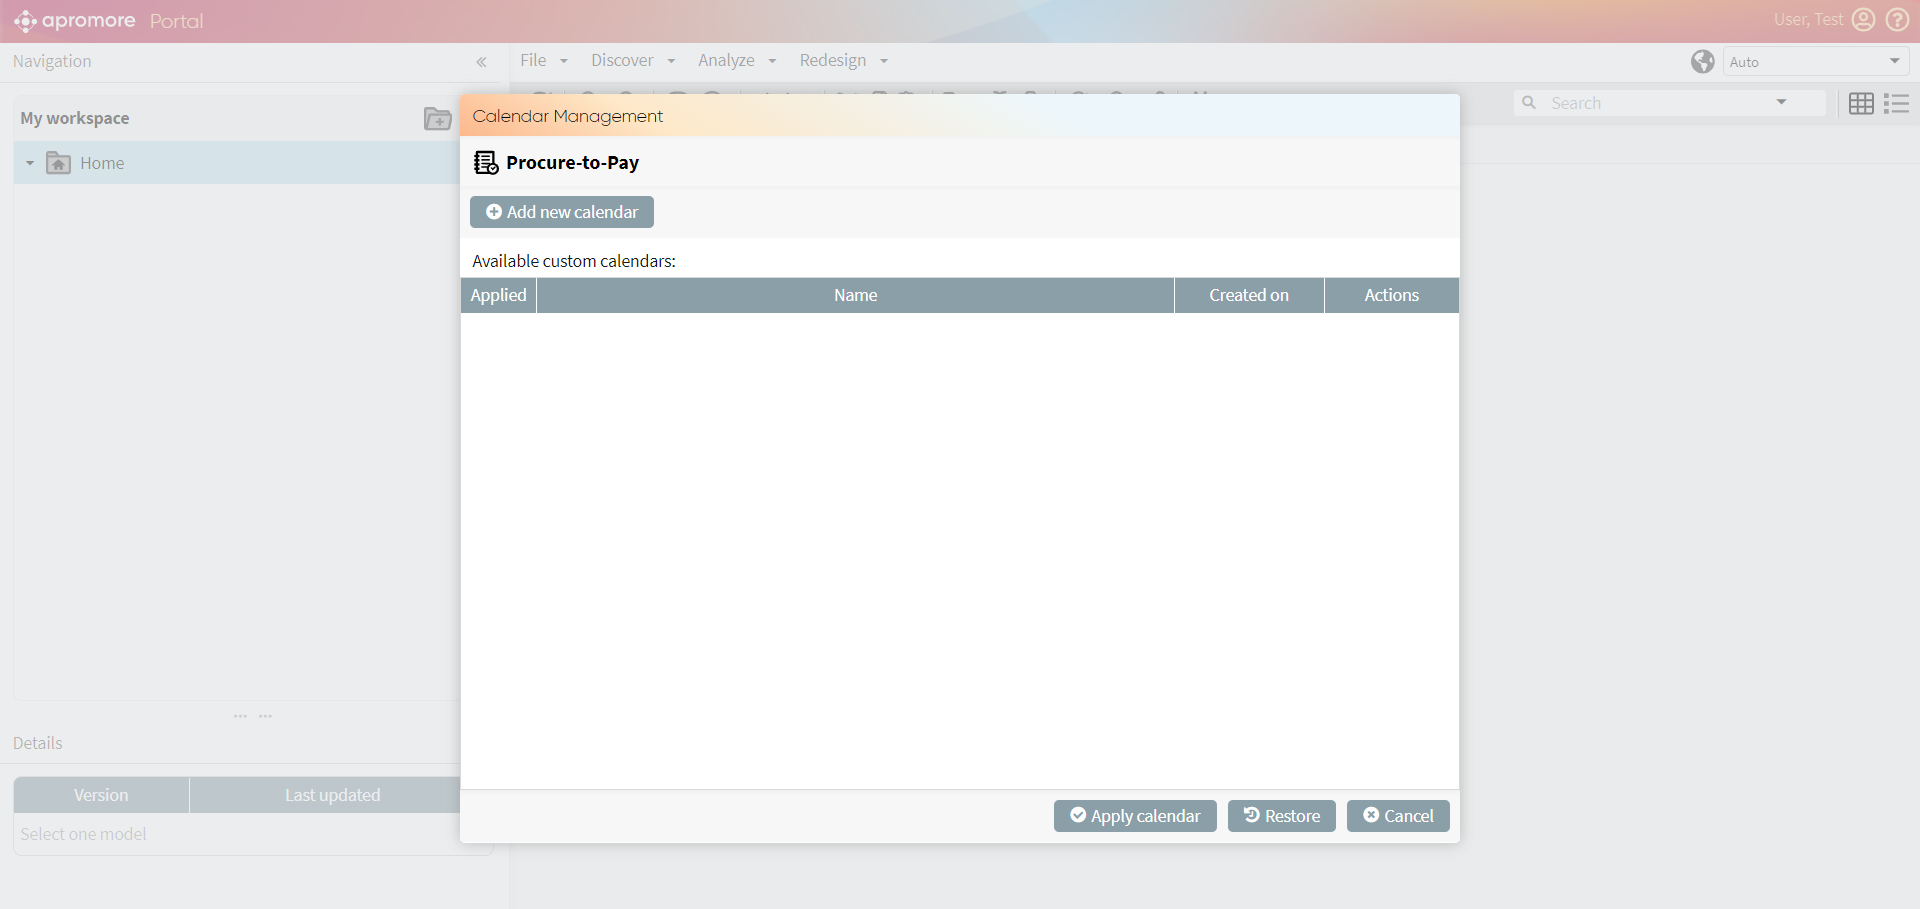 apromore Portal
User, Test
Navigation
File
Discover
Analyze
Redesign
Auto
My workspace
Search
Home
Calendar Management
Procure-to-Pay
Add new calendar
Available custom calendars:
Applied
Name
Created on
Actions
Details
Version
Last updated
Select one model
Apply calendar
Restore
Cancel